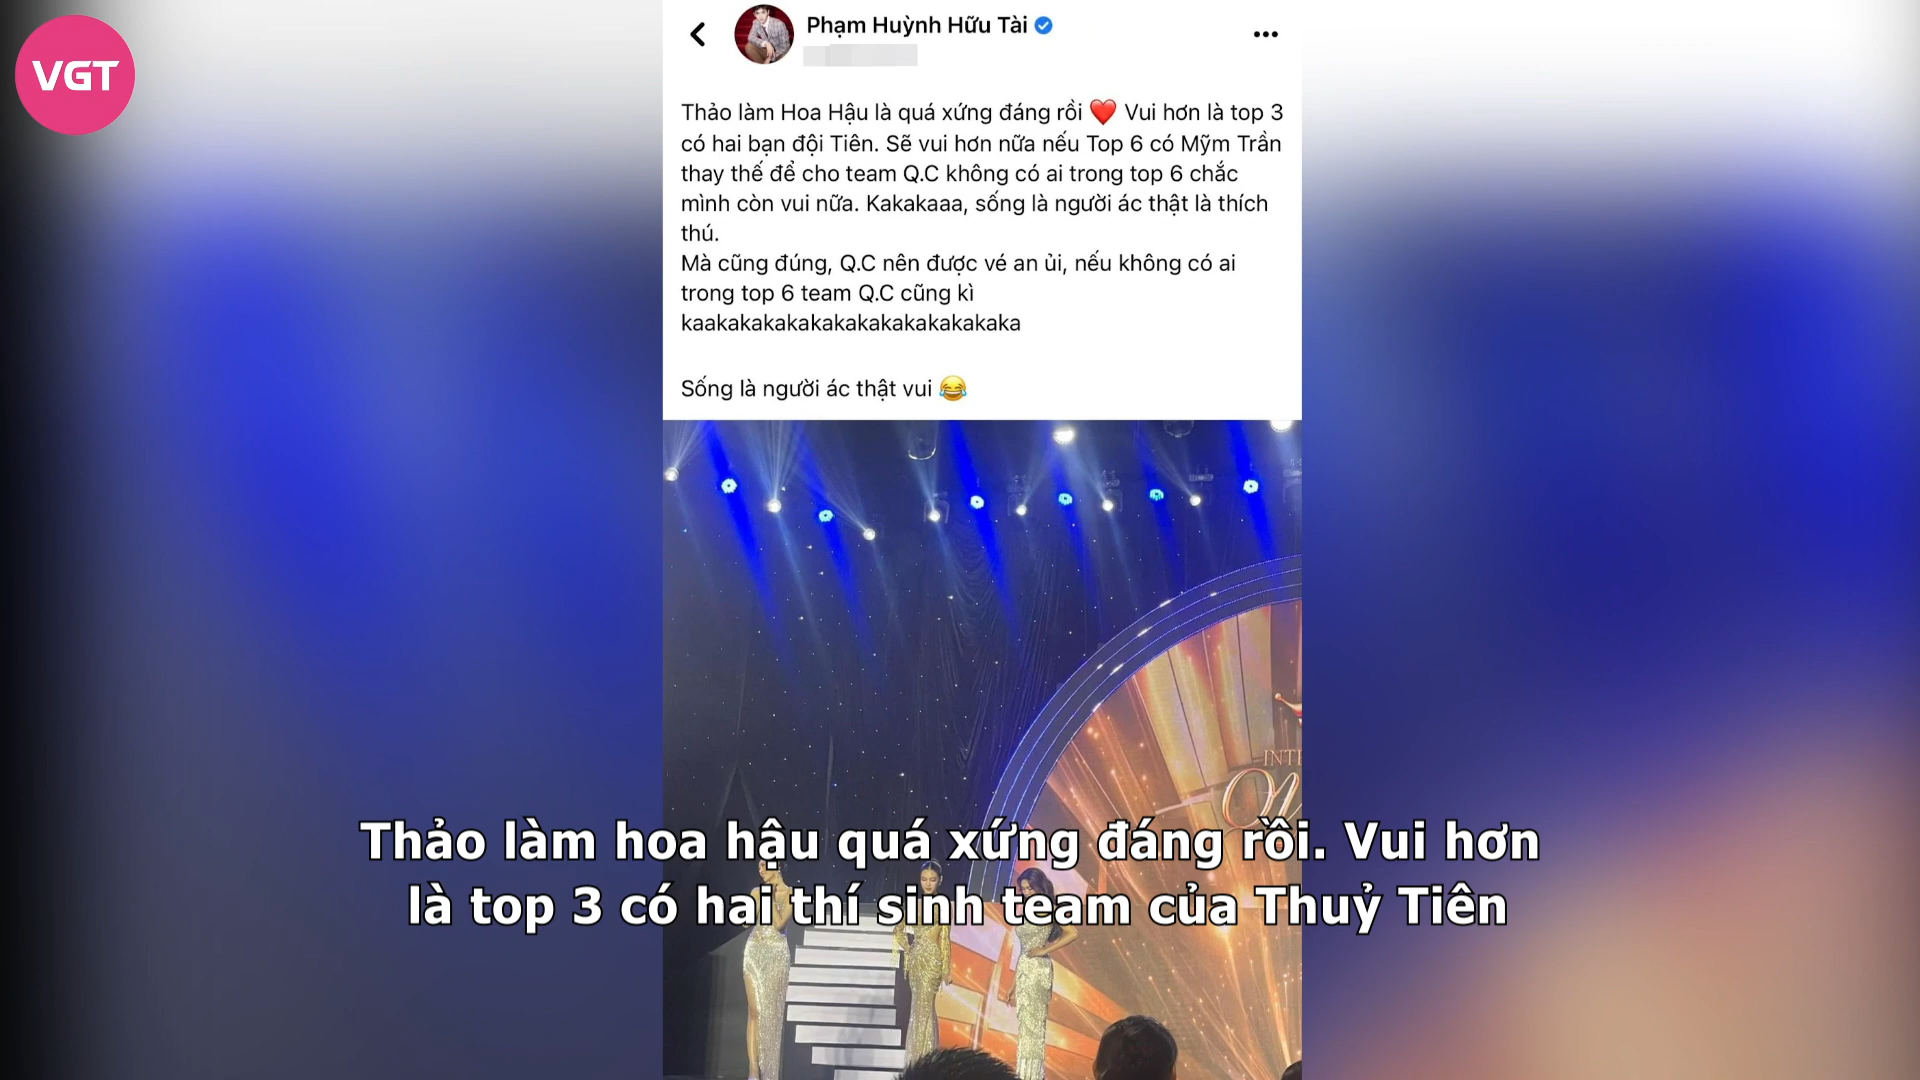 VGT
Phạm Huỳnh Hữu Tài
Thảo làm Hoa Hậu là quá xứng đáng rồi ❤️ Vui hơn là top 3
có hai bạn đội Tiên. Sẽ vui hơn nữa nếu Top 6 có Mỹm Trần
thay thế để cho team Q.C không có ai trong top 6 chắc
mình còn vui nữa. Kakakaaa, sống là người ác thật là thích
thú.
Mà cũng đúng, Q.C nên được vé an ủi, nếu không có ai
trong top 6 team Q.C cũng kì
kaakakakakakakakakakakakaka
Sống là người ác thật vui 😂
INTE
Thảo làm hoa hậu quá xứng đáng rồi. Vui hơn
là top 3 có hai thí sinh team của Thuỷ Tiên